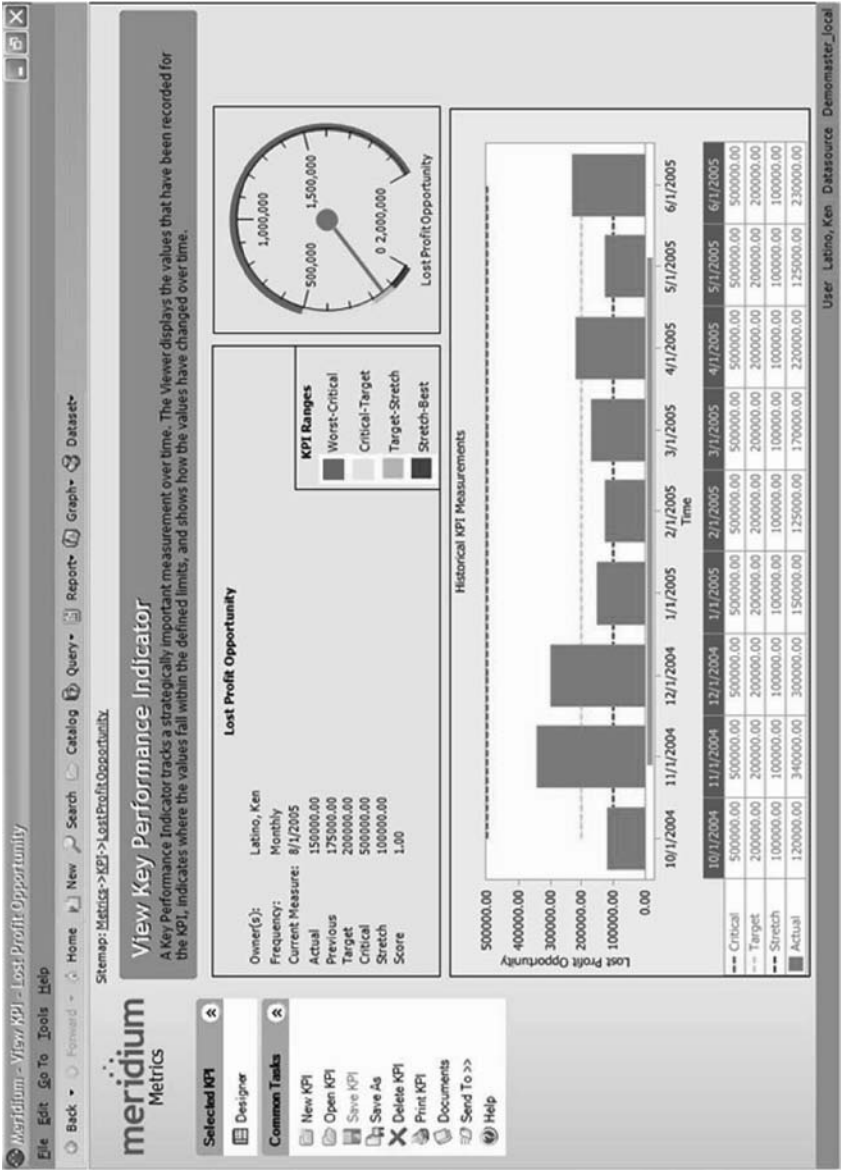 Meridium - View KPI - Lost Profit Opportunity
File Edit Go To Tools Help
Back Forward Home New Search Catalog Query Report Graph Dataset
meridium
Metrics
Selected KPI
Designer
Common Tasks
New KPI
Open KPI
Save KPI
Save As
Delete KPI
Print KPI
Documents
Send To >>
Help
Sitemap: Metrics->KPI->LostProfitOpportunity
View Key Performance Indicator
A Key Performance Indicator tracks a strategically important measurement over time. The Viewer displays the values that have been recorded for
the KPI, indicates where the values fall within the defined limits, and shows how the values have changed over time.
Lost Profit Opportunity
Owner(s): Latino, Ken
Frequency: Monthly
Current Measure: 8/1/2005
Actual 150000.00
Previous 175000.00
Target 200000.00
Critical 500000.00
Stretch 100000.00
Score 1.00
KPI Ranges
Worst-Critical
Critical-Target
Target-Stretch
Stretch-Best
0 500,000 1,000,000 1,500,000 2,000,000
Lost Profit Opportunity
Historical KPI Measurements
Lost Profit Opportunity
500000.00
400000.00
300000.00
200000.00
100000.00
0.00
10/1/2004 11/1/2004 12/1/2004 1/1/2005 2/1/2005 3/1/2005 4/1/2005 5/1/2005 6/1/2005
Time
10/1/2004 11/1/2004 12/1/2004 1/1/2005 2/1/2005 3/1/2005 4/1/2005 5/1/2005 6/1/2005
Critical 500000.00 500000.00 500000.00 500000.00 500000.00 500000.00 500000.00 500000.00 500000.00
Target 200000.00 200000.00 200000.00 200000.00 200000.00 200000.00 200000.00 200000.00 200000.00
Stretch 100000.00 100000.00 100000.00 100000.00 100000.00 100000.00 100000.00 100000.00 100000.00
Actual 120000.00 340000.00 300000.00 150000.00 125000.00 170000.00 220000.00 125000.00 230000.00
User Latino, Ken Datasource Demomaster_local